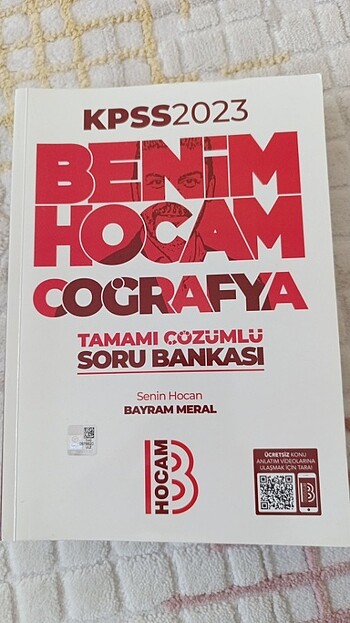 KPSS2023
BENİM
HOCAM
COĞRAFYA
TAMAMI ÇÖZÜMLÜ
SORU BANKASI
Senin Hocan
BAYRAM MERAL
BENİM HOCAM
ÜCRETSİZ KONU
ANLATIM VİDEOLARINA
ULAŞMAK İÇİN TARA!